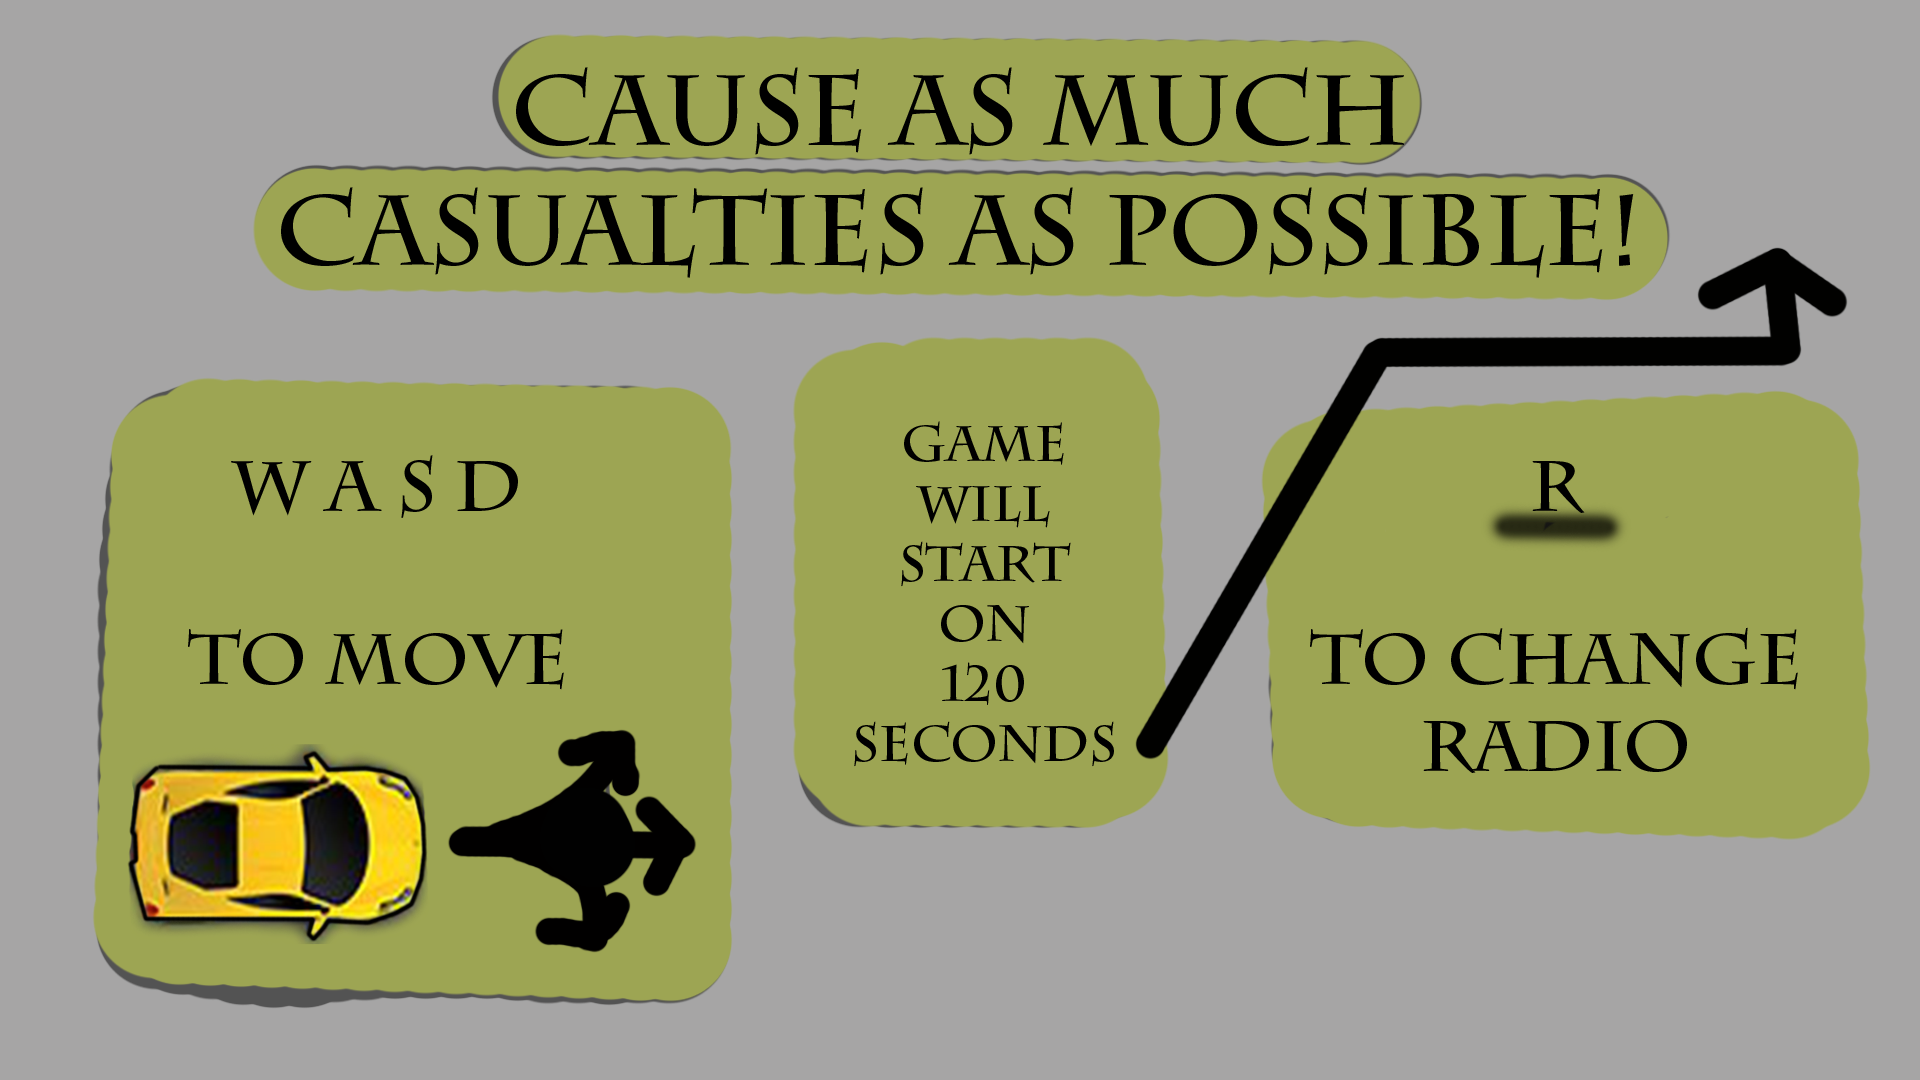 CAUSE AS MUCH
CASUALTIES AS POSSIBLE!
W A S D
TO MOVE
GAME
WILL
START
ON
120
SECONDS
R
TO CHANGE
RADIO